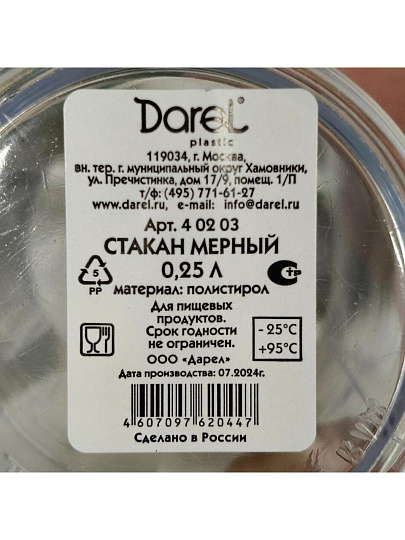 Darel
plastic
119034, г. Москва,
вн. тер. г. муниципальный округ Хамовники,
ул. Пречистинка, дом 17/9, помещ. 1/П
т/ф: (495) 771-61-27
www.darel.ru, e-mail: info@darel.ru
Арт. 4 02 03
СТАКАН МЕРНЫЙ
0,25 Л
5
PP
материал: полистирол
Для пищевых
продуктов.
Срок годности
не ограничен.
- 25°C
+95°C
ООО «Дарел»
Дата производства: 07.2024г.
4 607097 620447
Сделано в России